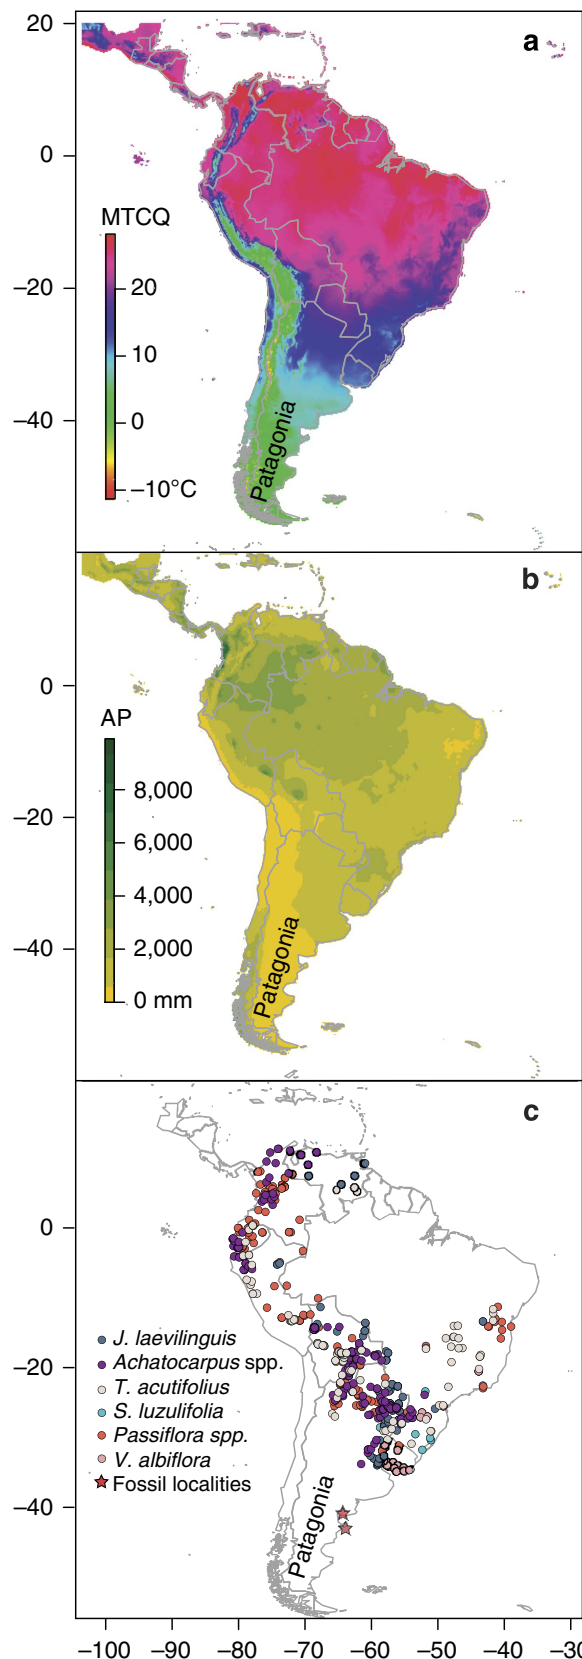 20
a
0
MTCQ
20
−20
10
0
−40
−10°C
Patagonia
b
0
AP
8,000
−20
6,000
4,000
2,000
−40
0 mm
Patagonia
c
0
J. laevilinguis
Achatocarpus spp.
−20
T. acutifolius
S. luzulifolia
Passiflora spp.
V. albiflora
Fossil localities
−40
Patagonia
−100 −90 −80 −70 −60 −50 −40 −30